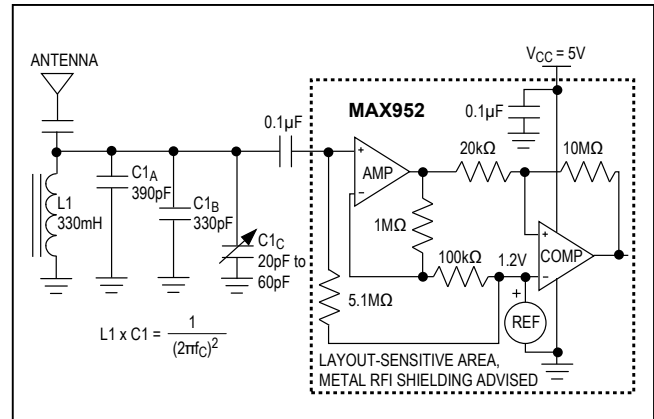 ANTENNA
V_CC = 5V
MAX952
0.1µF
0.1µF
20kΩ
10MΩ
+
AMP
−
C1_A
390pF
L1
330mH
C1_B
330pF
1MΩ
+
COMP
−
C1_C
20pF to
60pF
100kΩ
1.2V
5.1MΩ
+
REF
L1 x C1 = 1 / (2πf_C)²
LAYOUT-SENSITIVE AREA,
METAL RFI SHIELDING ADVISED